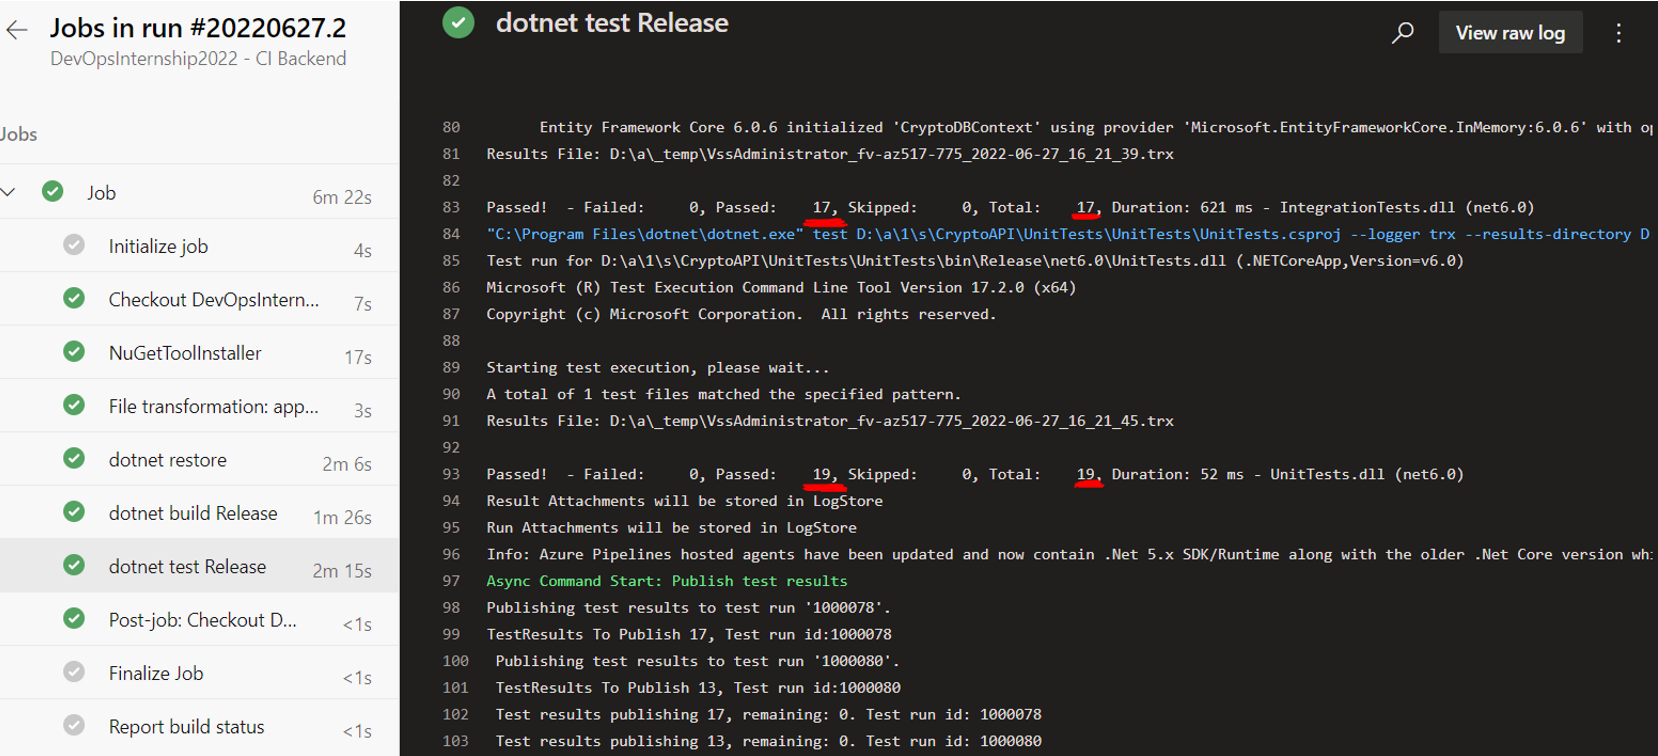 Jobs in run #20220627.2
DevOpsInternship2022 - CI Backend
Jobs
Job 6m 22s
Initialize job 4s
Checkout DevOpsIntern... 7s
NuGetToolInstaller 17s
File transformation: app... 3s
dotnet restore 2m 6s
dotnet build Release 1m 26s
dotnet test Release 2m 15s
Post-job: Checkout D... <1s
Finalize Job <1s
Report build status <1s
dotnet test Release
View raw log
80 Entity Framework Core 6.0.6 initialized 'CryptoDBContext' using provider 'Microsoft.EntityFrameworkCore.InMemory:6.0.6' with
81 Results File: D:\a\_temp\VssAdministrator_fv-az517-775_2022-06-27_16_21_39.trx
82
83 Passed!  - Failed:     0, Passed:    17, Skipped:     0, Total:    17, Duration: 621 ms - IntegrationTests.dll (net6.0)
84 "C:\Program Files\dotnet\dotnet.exe" test D:\a\1\s\CryptoAPI\UnitTests\UnitTests\UnitTests.csproj --logger trx --results-directory D
85 Test run for D:\a\1\s\CryptoAPI\UnitTests\UnitTests\bin\Release\net6.0\UnitTests.dll (.NETCoreApp,Version=v6.0)
86 Microsoft (R) Test Execution Command Line Tool Version 17.2.0 (x64)
87 Copyright (c) Microsoft Corporation.  All rights reserved.
88
89 Starting test execution, please wait...
90 A total of 1 test files matched the specified pattern.
91 Results File: D:\a\_temp\VssAdministrator_fv-az517-775_2022-06-27_16_21_45.trx
92
93 Passed!  - Failed:     0, Passed:    19, Skipped:     0, Total:    19, Duration: 52 ms - UnitTests.dll (net6.0)
94 Result Attachments will be stored in LogStore
95 Run Attachments will be stored in LogStore
96 Info: Azure Pipelines hosted agents have been updated and now contain .Net 5.x SDK/Runtime along with the older .Net Core version
97 Async Command Start: Publish test results
98 Publishing test results to test run '1000078'.
99 TestResults To Publish 17, Test run id:1000078
100 Publishing test results to test run '1000080'.
101 TestResults To Publish 13, Test run id:1000080
102 Test results publishing 17, remaining: 0. Test run id: 1000078
103 Test results publishing 13, remaining: 0. Test run id: 1000080